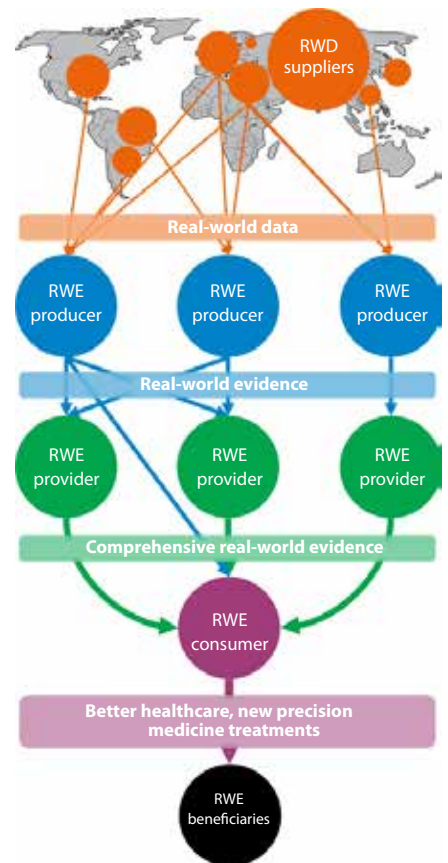 RWD
suppliers
Real-world data
RWE
producer
RWE
producer
RWE
producer
Real-world evidence
RWE
provider
RWE
provider
RWE
provider
Comprehensive real-world evidence
RWE
consumer
Better healthcare, new precision
medicine treatments
RWE
beneficiaries